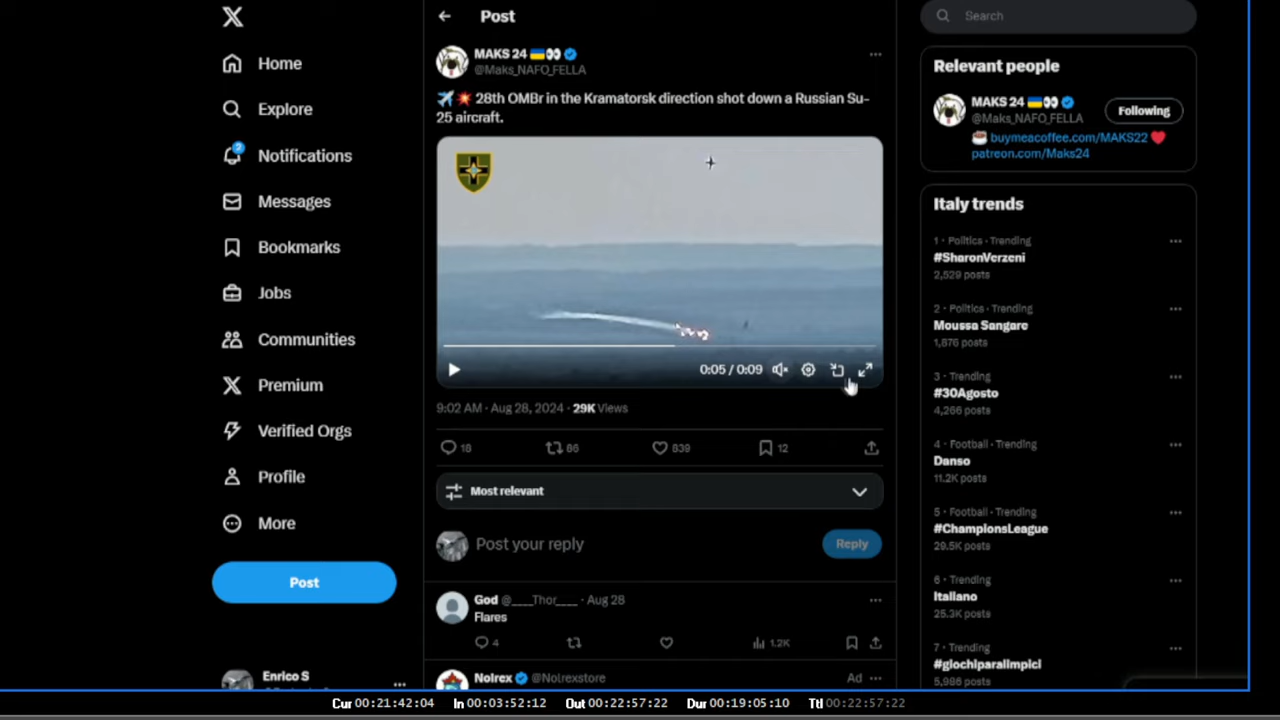 Home
Explore
2
Notifications
Messages
Bookmarks
Jobs
Communities
Premium
Verified Orgs
Profile
More
Post
Enrico S
Post
MAKS 24
@Maks_NAFO_FELLA
28th OMBr in the Kramatorsk direction shot down a Russian Su-
25 aircraft.
0:05 / 0:09
9:02 AM · Aug 28, 2024 · 29K Views
18
86
839
12
Most relevant
Post your reply
Reply
God @___Thor____ · Aug 28
Flares
4
1.2K
Nolrex @Nolrexstore
Ad
Search
Relevant people
MAKS 24
@Maks_NAFO_FELLA
Following
buymeacoffee.com/MAKS22
patreon.com/Maks24
Italy trends
1 · Politics · Trending
#SharonVerzeni
2,529 posts
2 · Politics · Trending
Moussa Sangare
1,876 posts
3 · Trending
#30Agosto
4,266 posts
4 · Football · Trending
Danso
11.2K posts
5 · Football · Trending
#ChampionsLeague
29.5K posts
6 · Trending
Italiano
25.3K posts
7 · Trending
#giochiparalimpici
5,986 posts
Cur 00:21:42:04 In 00:03:52:12 Out 00:22:57:22 Dur 00:19:05:10 Ttl 00:22:57:22